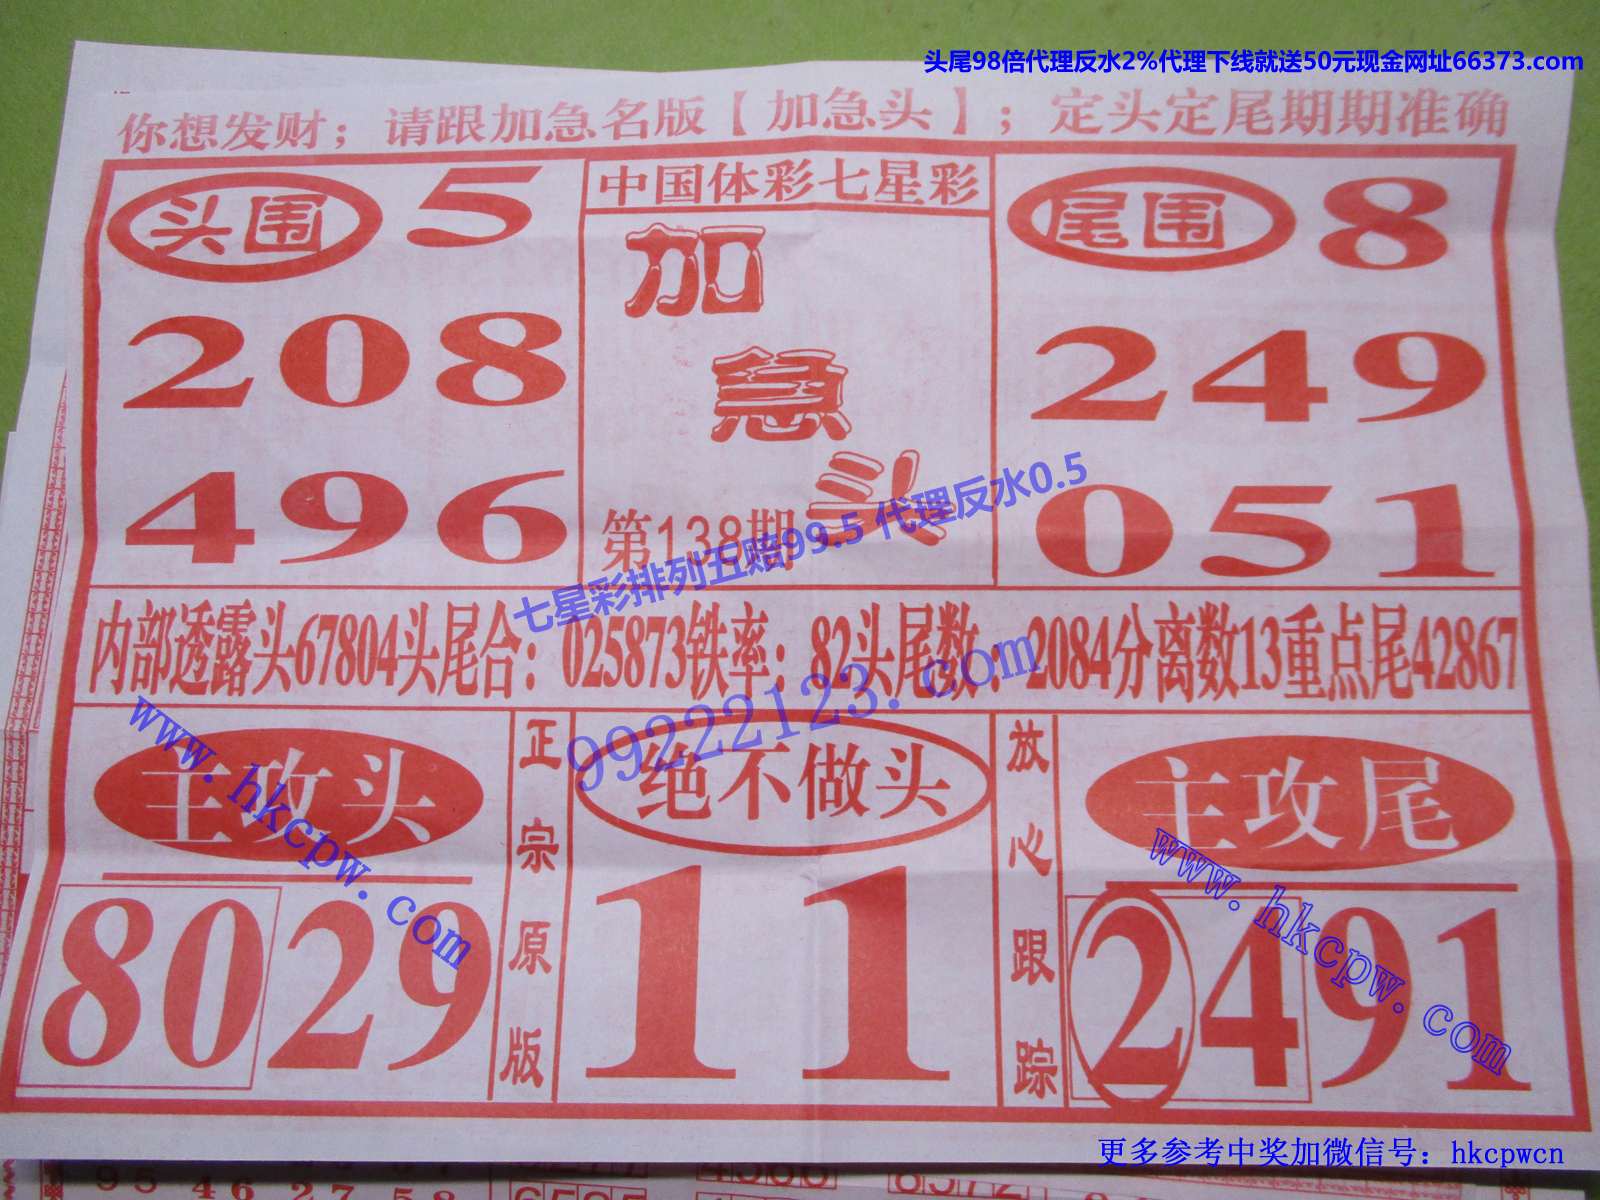 头尾98倍代理反水2%代理下线就送50元现金网址66373.com
你想发财；请跟加急名版【加急头】；定头定尾期期准确
头围 5
208
496
中国体彩七星彩
加
急
头
第138期
尾围 8
249
051
七星彩排列五赔99.5 代理反水0.5
内部透露头67804头尾合：025873铁率：82头尾数：2084分离数13重点尾42867
99222123.com
主攻头
8029
www.hkcpw.com
正宗原版
绝不做头
11
放心跟踪
主攻尾
2491
www.hkcpw.com
更多参考中奖加微信号：hkcpwcn
95 46 27 58